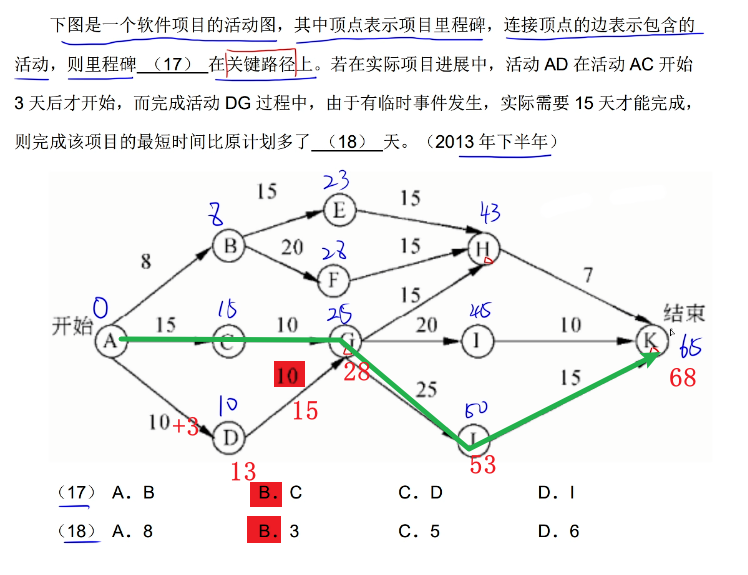 下图是一个软件项目的活动图，其中顶点表示项目里程碑，连接顶点的边表示包含的
活动，则里程碑 （17） 在关键路径上。若在实际项目进展中，活动 AD 在活动 AC 开始
3 天后才开始，而完成活动 DG 过程中，由于有临时事件发生，实际需要 15 天才能完成，
则完成该项目的最短时间比原计划多了 （18） 天。（2013 年下半年）
15 23 15
8 E 43
8 B 20 28 15 H
F 7
0 15 25 15 45 结束
开始 A 15 C 10 G 20 I 10 K 65
10 28 25 15 68
10+3 10 15 50
D J
13 53
（17） A．B B．C C．D D．I
（18） A．8 B．3 C．5 D．6